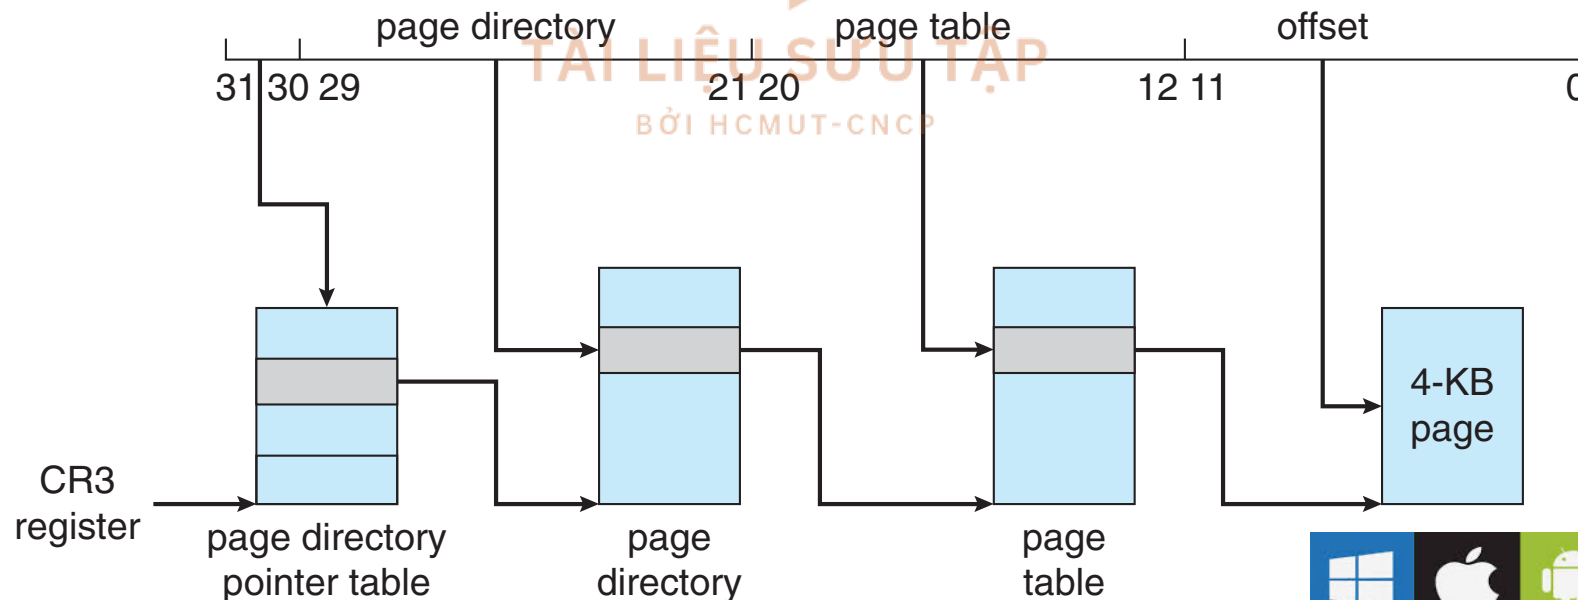 page directory page table offset
TÀI LIỆU SƯU TẬP
31 30 29 21 20 12 11 0
BỞI HCMUT-CNCP
4-KB
page
CR3
register
page directory
pointer table
page
directory
page
table